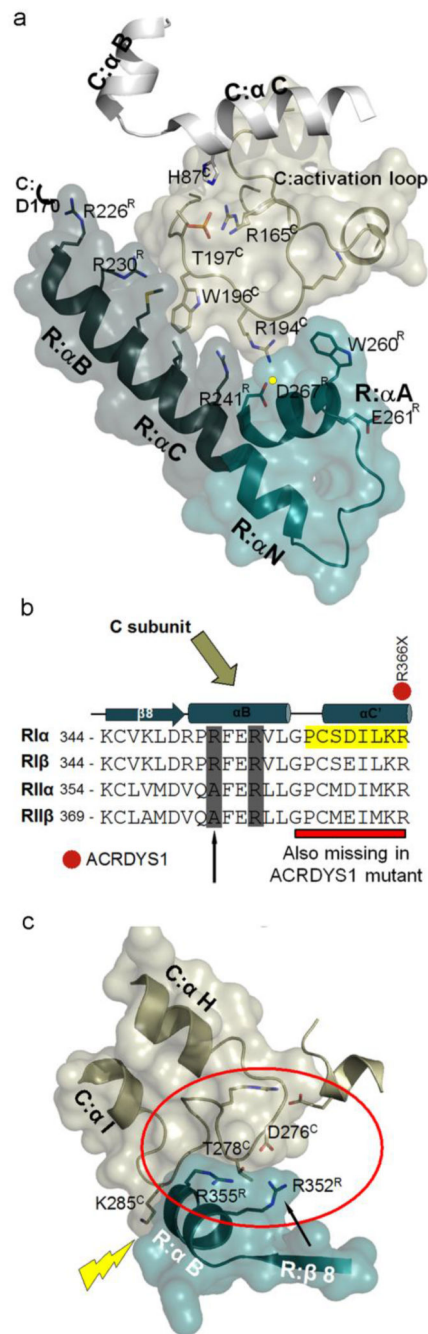 a
C:α B
C:α C
H87C
C:activation loop
C:
D170
R226R
R165C
T197C
R230R
W196C
R194C
W260R
R:αB
R241R
D267R
R:αA
E261R
R:αC
R:αN
b
C subunit
R366X
β8 αB αC'
RIα 344 - KCVKLDRPRFERVLGPCSDILKR
RIβ 344 - KCVKLDRPRFERVLGPCSEILKR
RIIα 354 - KCLVMDVQAFERLLGPCMDIMKR
RIIβ 369 - KCLAMDVQAFERLLGPCMEIMKR
ACRDYS1
Also missing in
ACRDYS1 mutant
c
C:α H
C:α I
D276C
T278C
K285C
R355R
R352R
R:α B
R:β 8